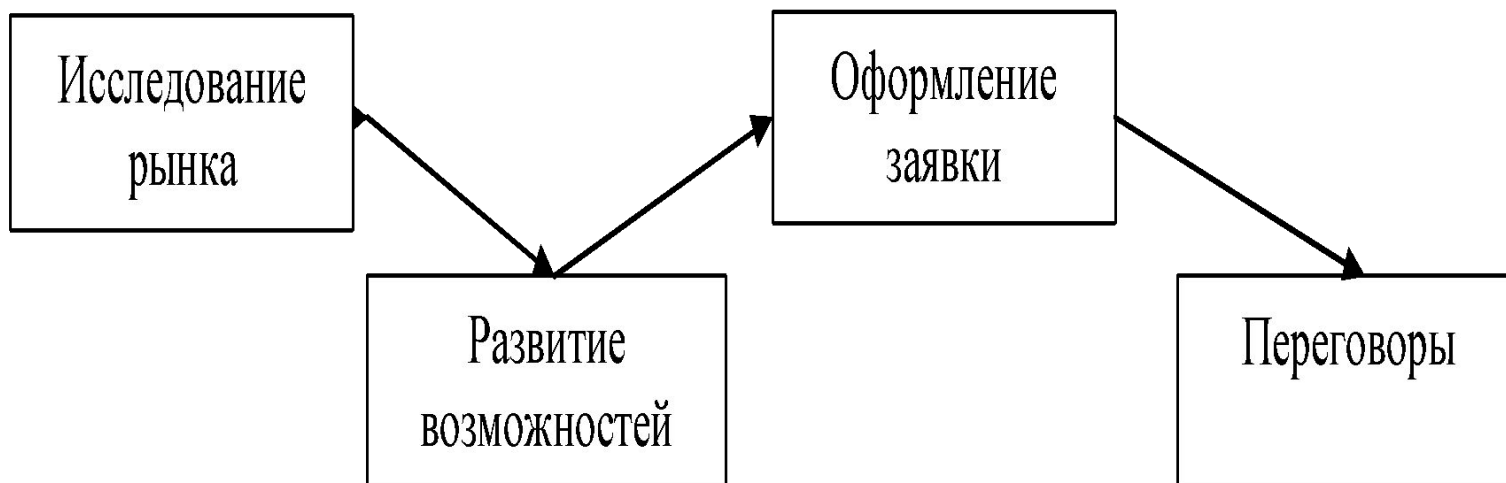 Исследование
рынка
Развитие
возможностей
Оформление
заявки
Переговоры